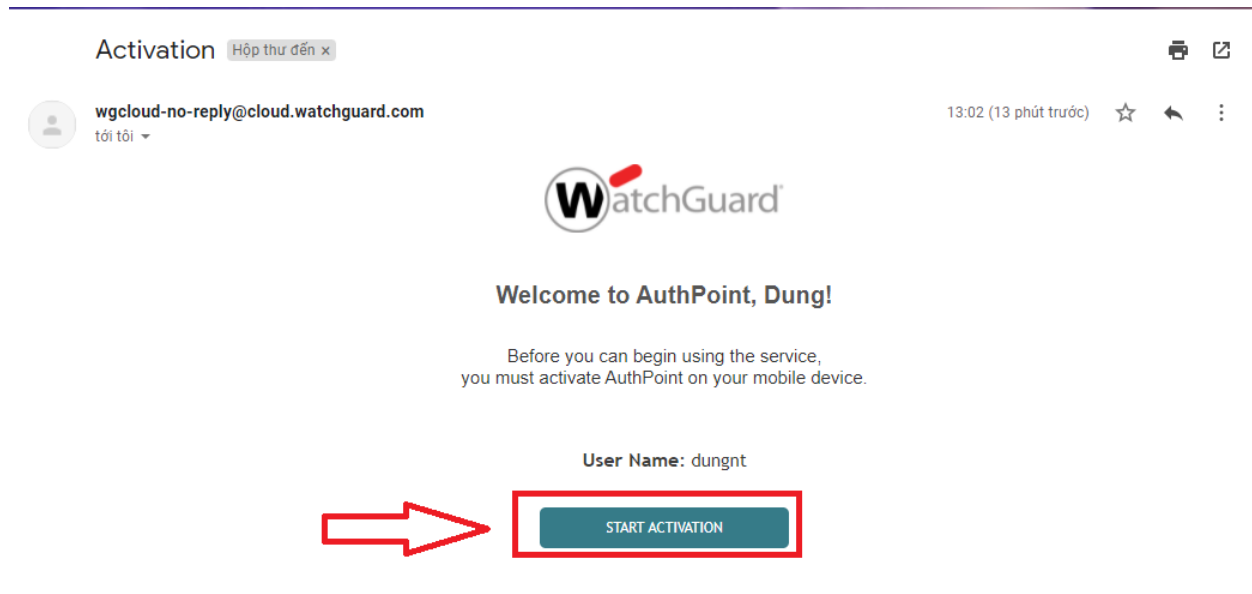 Activation Hộp thư đến x
wgcloud-no-reply@cloud.watchguard.com 13:02 (13 phút trước)
tới tôi
WatchGuard
Welcome to AuthPoint, Dung!
Before you can begin using the service,
you must activate AuthPoint on your mobile device.
User Name: dungnt
START ACTIVATION